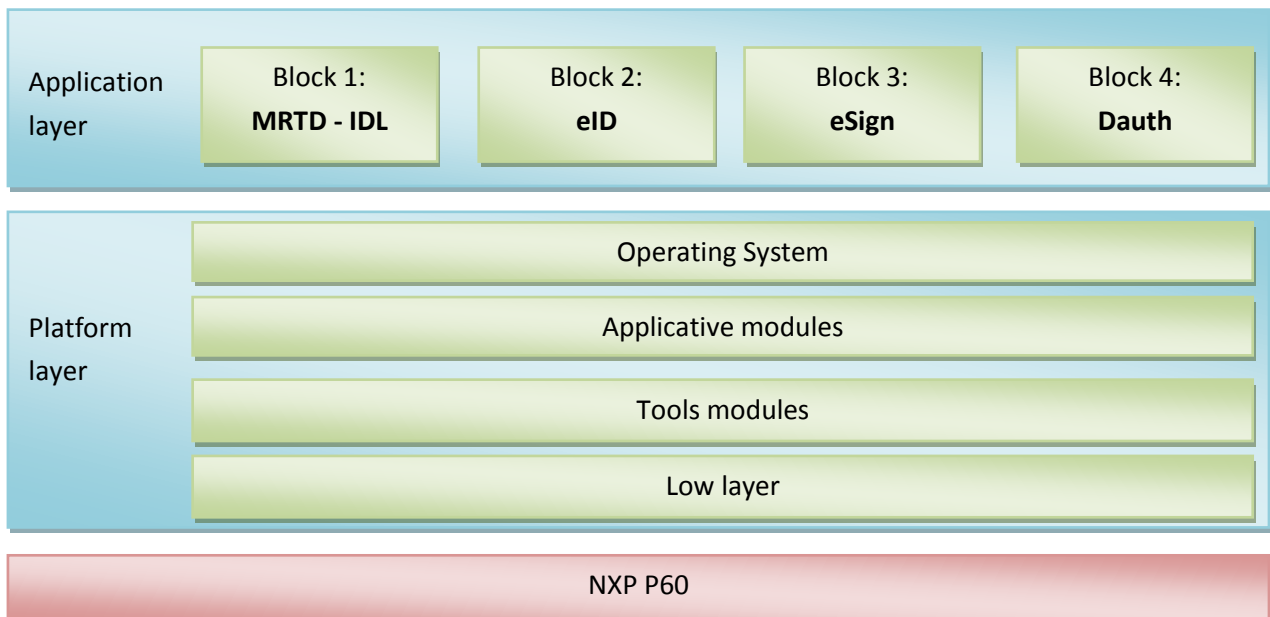 Application
layer
Block 1:
MRTD - IDL
Block 2:
eID
Block 3:
eSign
Block 4:
Dauth
Platform
layer
Operating System
Applicative modules
Tools modules
Low layer
NXP P60